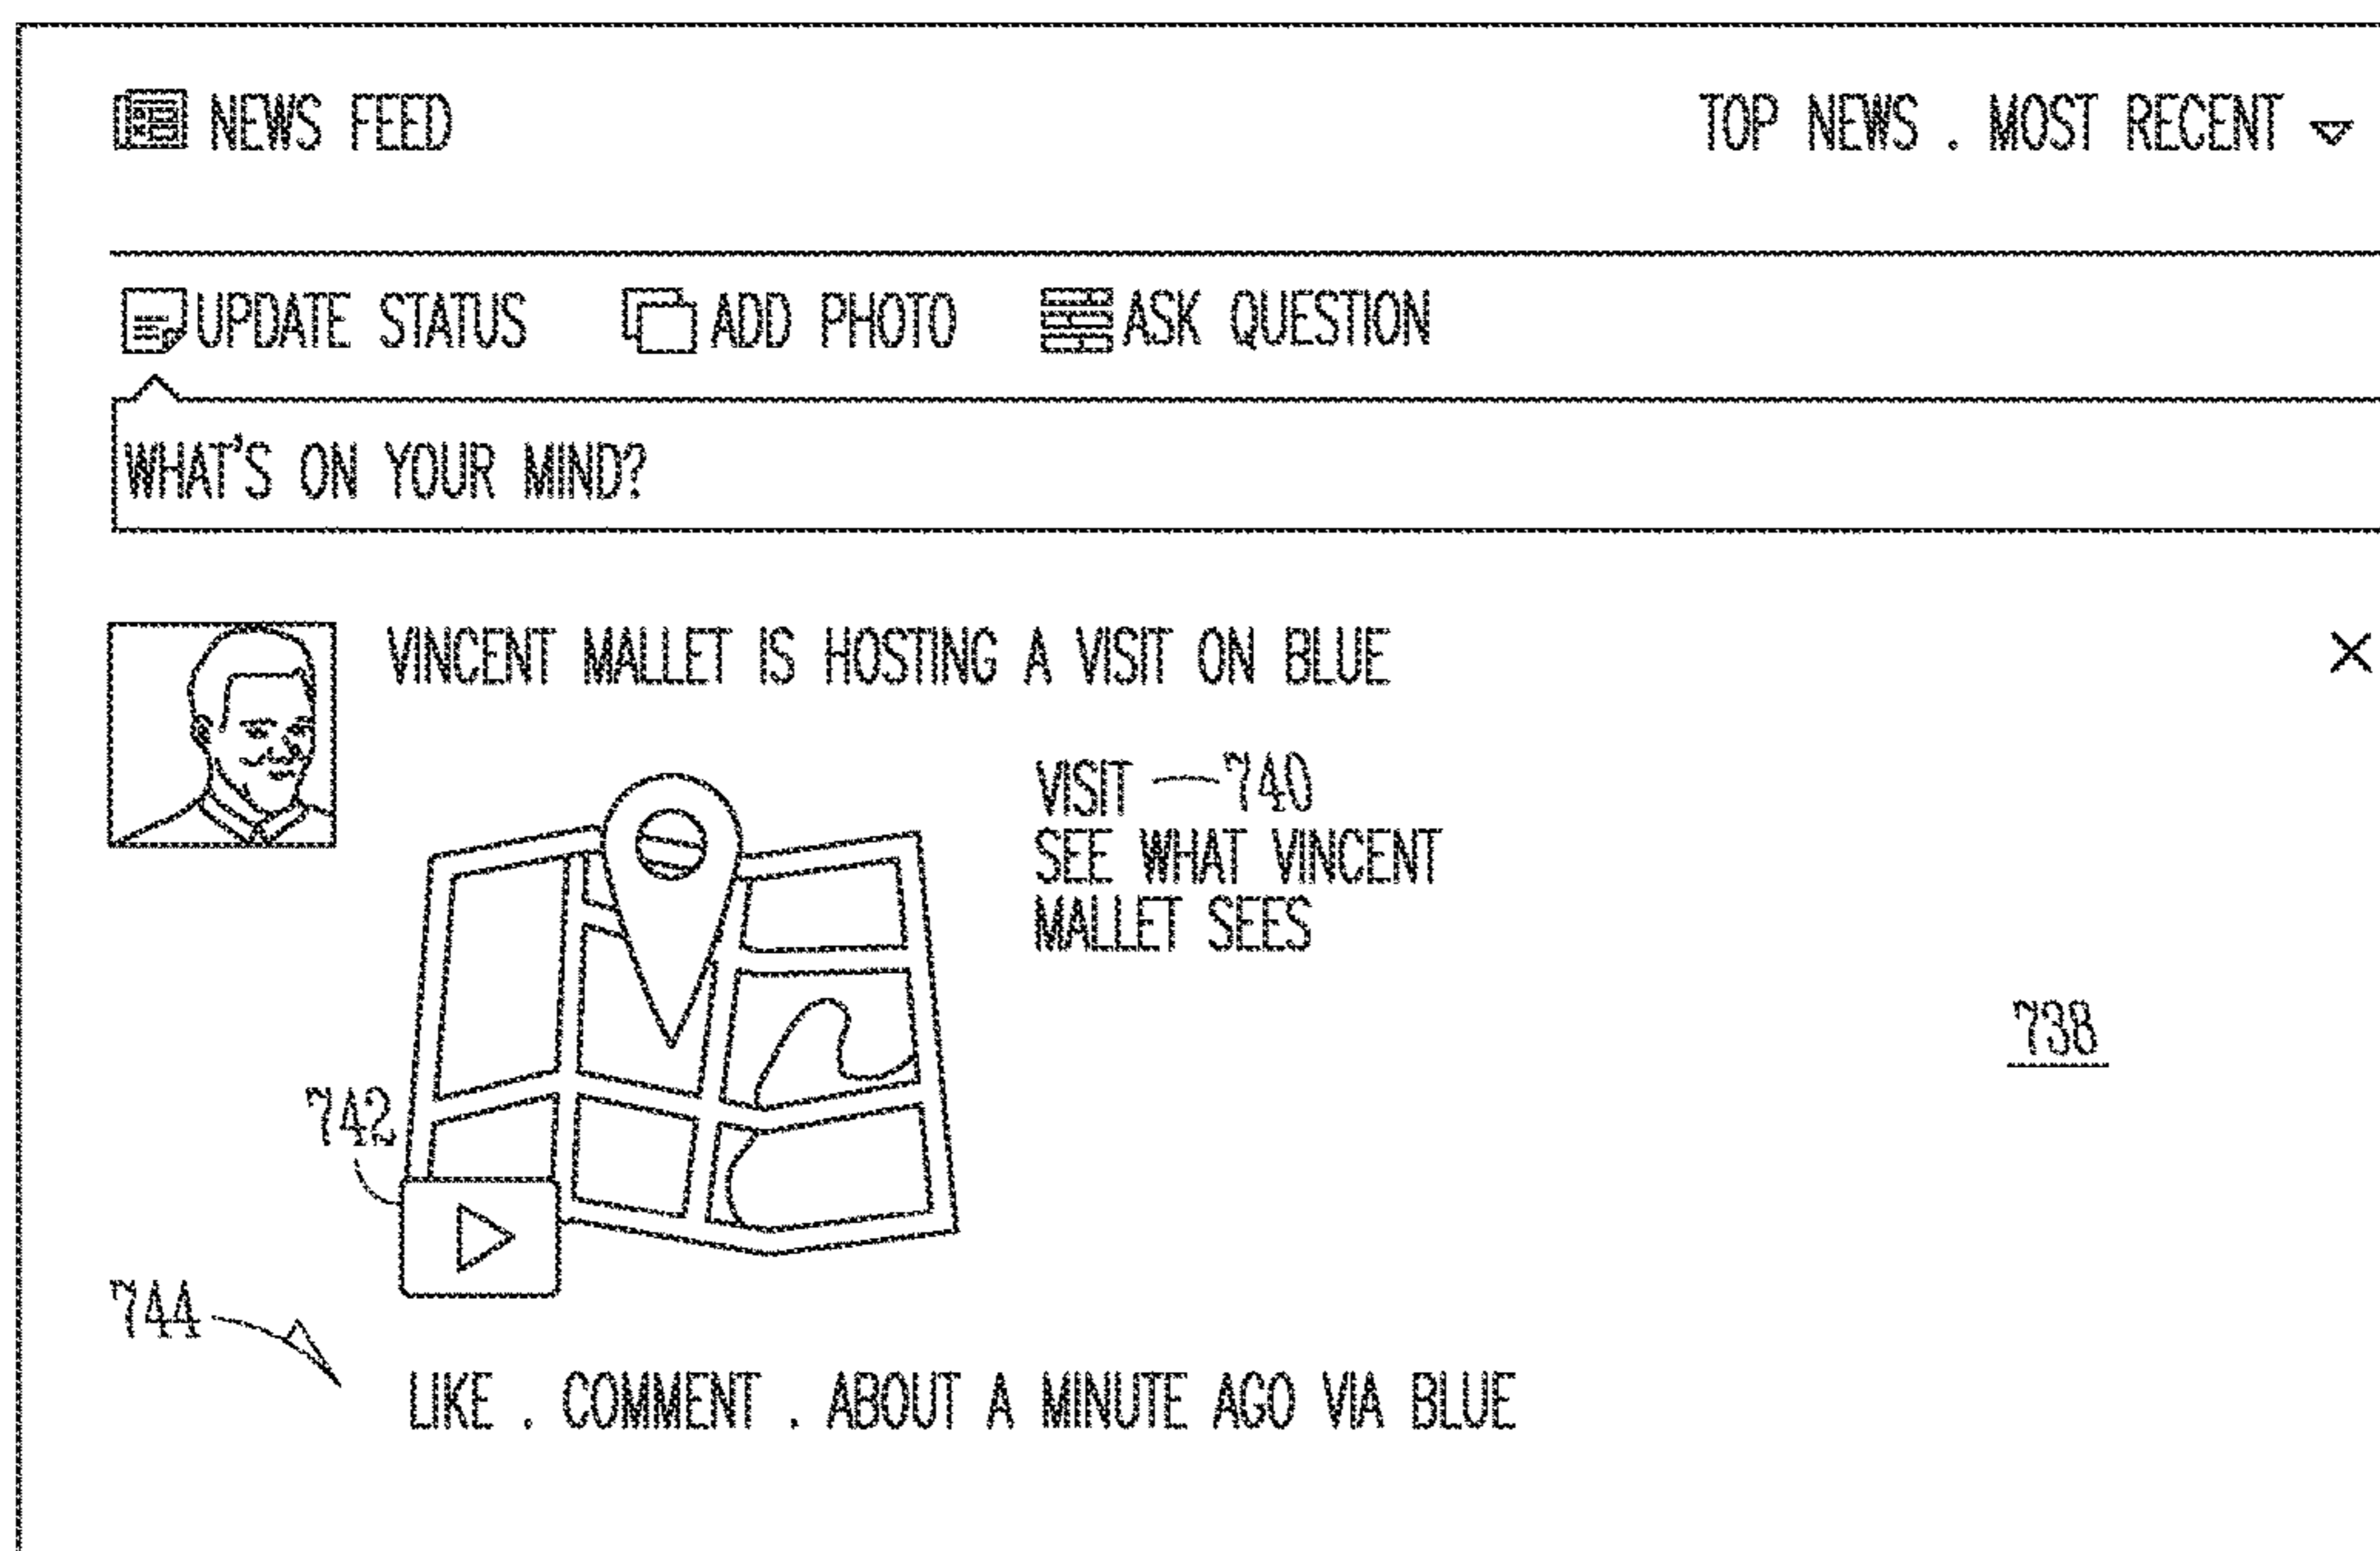 NEWS FEED
TOP NEWS . MOST RECENT
UPDATE STATUS ADD PHOTO ASK QUESTION
WHAT'S ON YOUR MIND?
VINCENT MALLET IS HOSTING A VISIT ON BLUE
VISIT 740
SEE WHAT VINCENT
MALLET SEES
738
742
744
LIKE . COMMENT . ABOUT A MINUTE AGO VIA BLUE